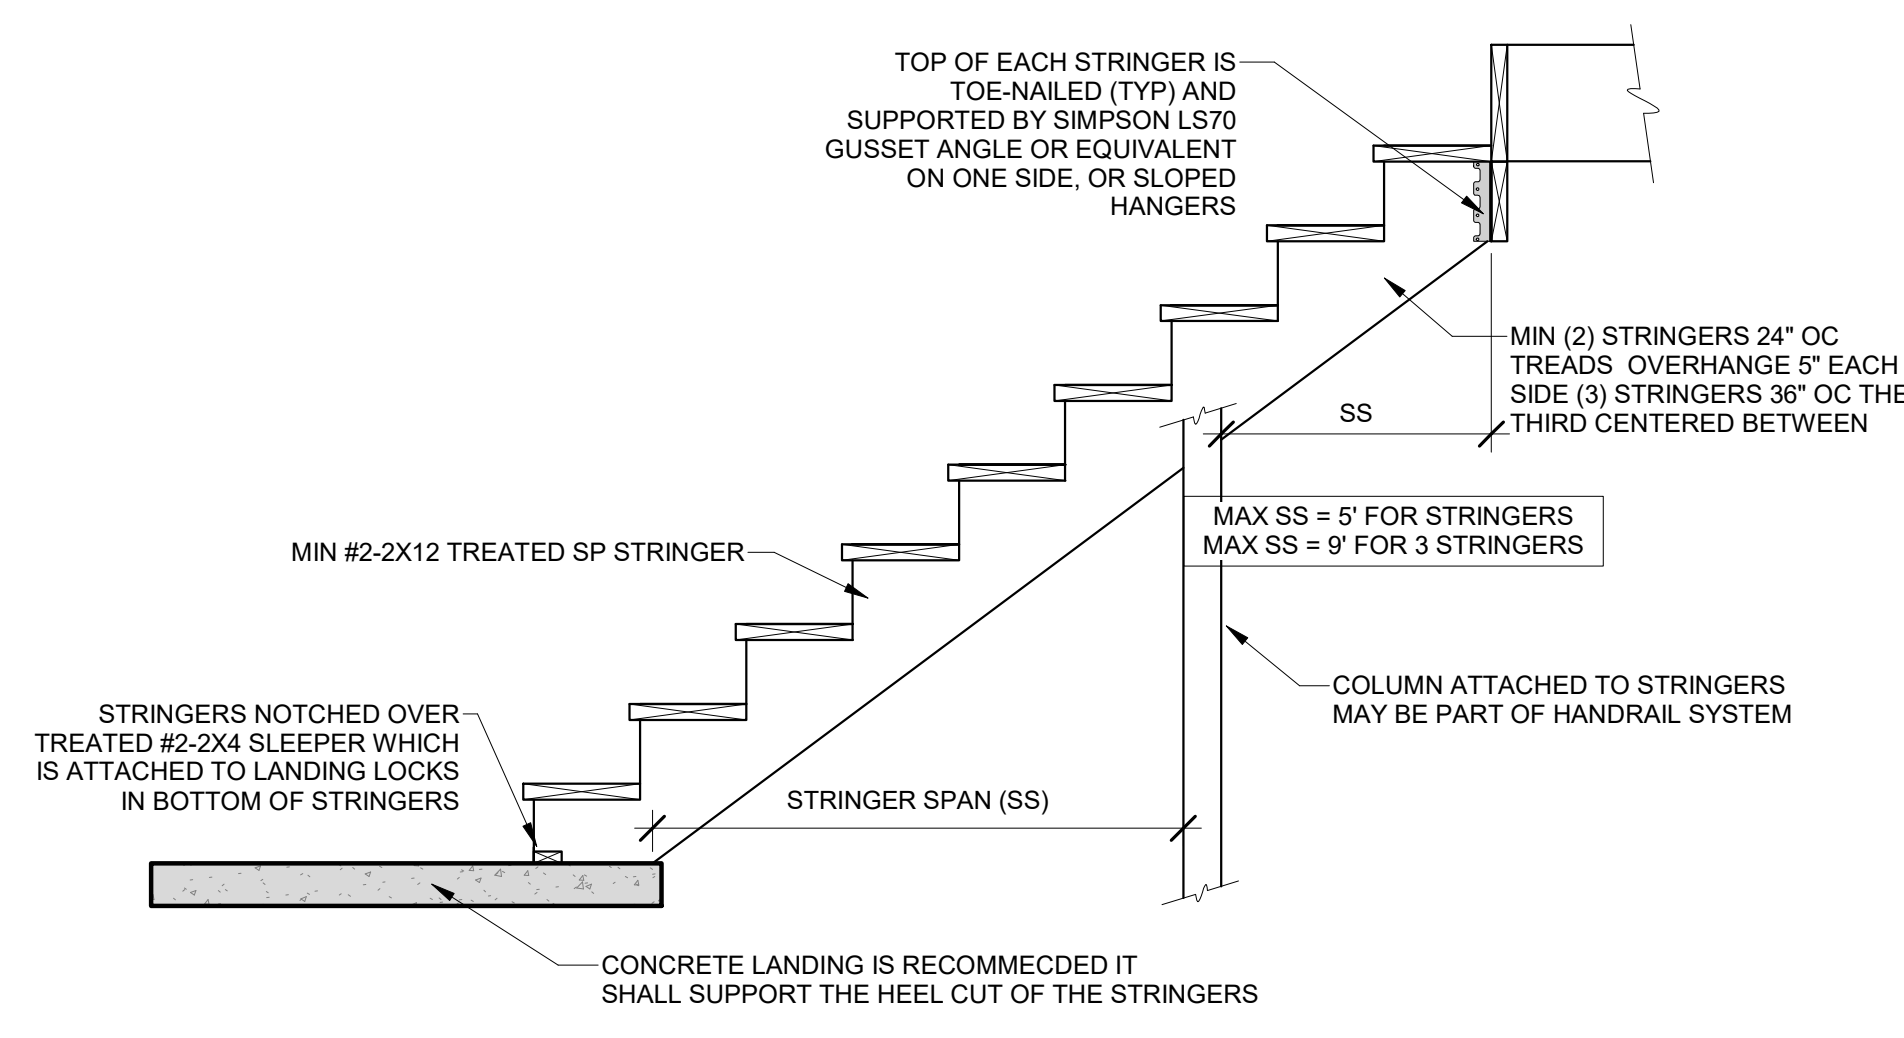 TOP OF EACH STRINGER IS
TOE-NAILED (TYP) AND
SUPPORTED BY SIMPSON LS70
GUSSET ANGLE OR EQUIVALENT
ON ONE SIDE, OR SLOPED
HANGERS
MIN (2) STRINGERS 24" OC
TREADS OVERHANGE 5" EACH
SIDE (3) STRINGERS 36" OC THE
THIRD CENTERED BETWEEN
SS
MAX SS = 5' FOR STRINGERS
MAX SS = 9' FOR 3 STRINGERS
MIN #2-2X12 TREATED SP STRINGER
COLUMN ATTACHED TO STRINGERS
MAY BE PART OF HANDRAIL SYSTEM
STRINGERS NOTCHED OVER
TREATED #2-2X4 SLEEPER WHICH
IS ATTACHED TO LANDING LOCKS
IN BOTTOM OF STRINGERS
STRINGER SPAN (SS)
CONCRETE LANDING IS RECOMMECDED IT
SHALL SUPPORT THE HEEL CUT OF THE STRINGERS